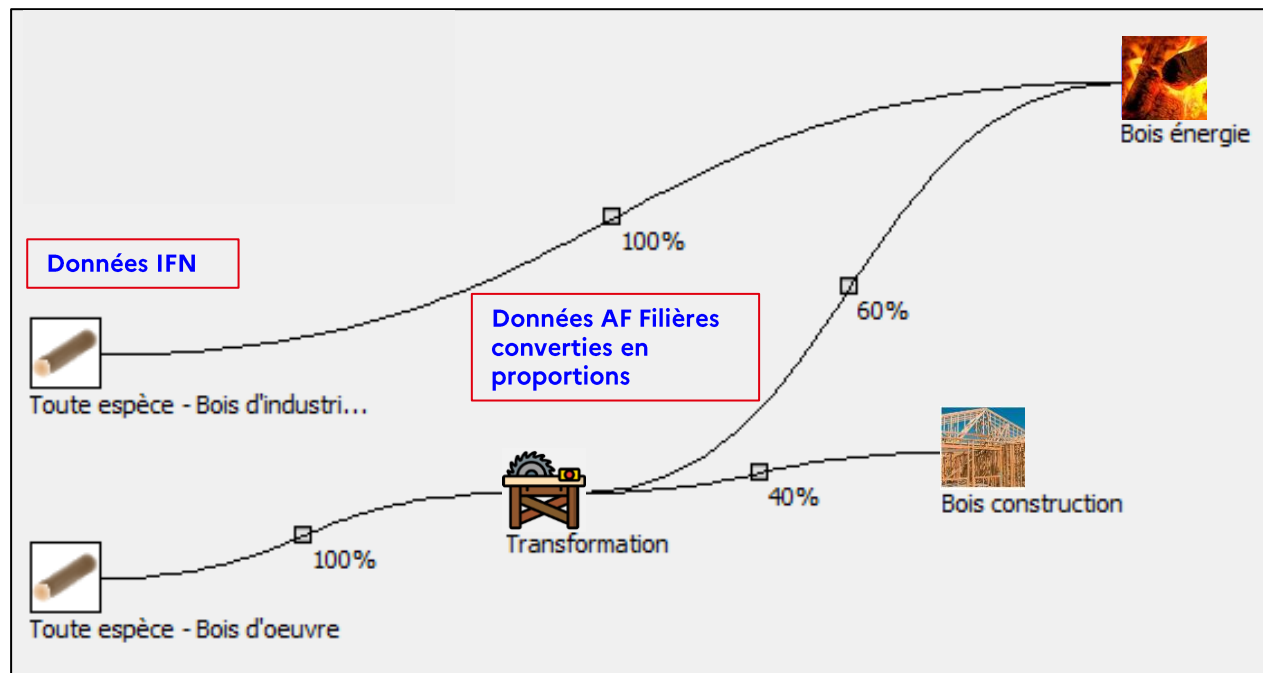 Bois énergie
100%
Données IFN
60%
Données AF Filières
converties en
proportions
Toute espèce - Bois d'industri...
40%
Bois construction
Transformation
100%
Toute espèce - Bois d'oeuvre